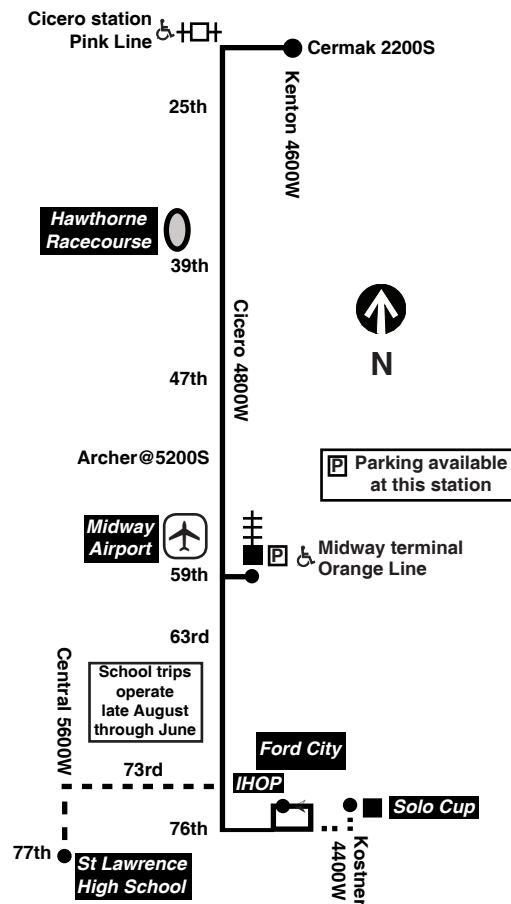 Cicero station
Pink Line
Cermak 2200S
Kenton 4600W
25th
Hawthorne
Racecourse
39th
Cicero 4800W
N
47th
Archer@5200S
P Parking available
at this station
Midway
Airport
P
Midway terminal
Orange Line
59th
63rd
Central 5600W
School trips
operate
late August
through June
Ford City
73rd
IHOP
Solo Cup
76th
Kostner
4400W
77th
St Lawrence
High School